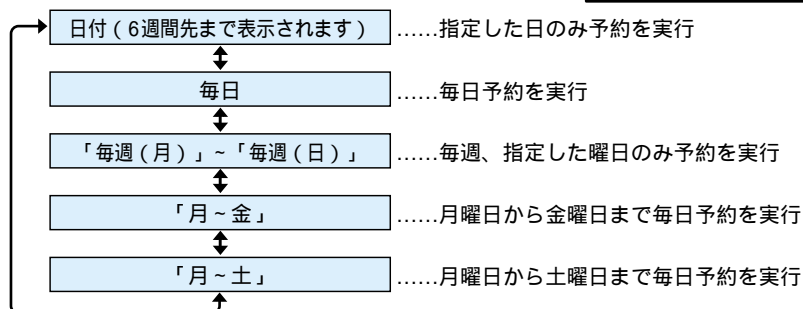 日付（6週間先まで表示されます）……指定した日のみ予約を実行
毎日……毎日予約を実行
「毎週（月）」~「毎週（日）」……毎週、指定した曜日のみ予約を実行
「月~金」……月曜日から金曜日まで毎日予約を実行
「月~土」……月曜日から土曜日まで毎日予約を実行